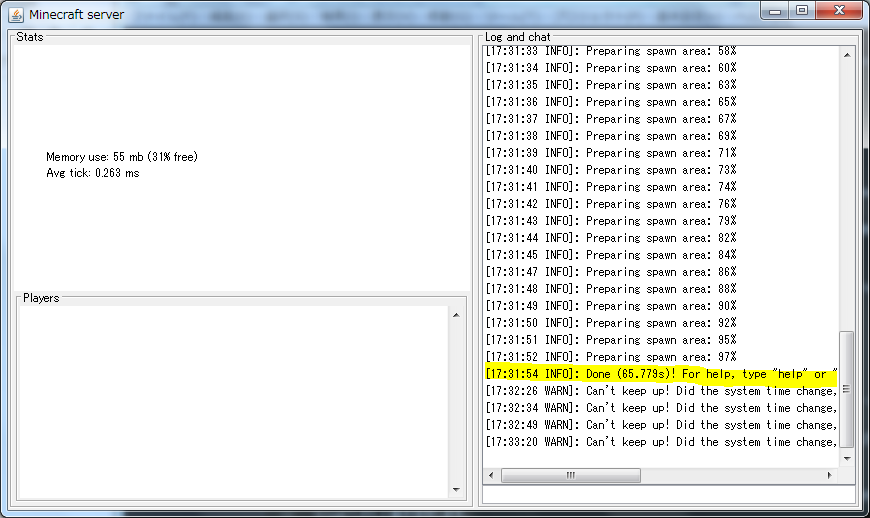 Minecraft server
Stats
Memory use: 55 mb (31% free)
Avg tick: 0.263 ms
Players
Log and chat
[17:31:33 INFO]: Preparing spawn area: 58%
[17:31:34 INFO]: Preparing spawn area: 60%
[17:31:35 INFO]: Preparing spawn area: 63%
[17:31:36 INFO]: Preparing spawn area: 65%
[17:31:37 INFO]: Preparing spawn area: 67%
[17:31:38 INFO]: Preparing spawn area: 69%
[17:31:39 INFO]: Preparing spawn area: 71%
[17:31:40 INFO]: Preparing spawn area: 73%
[17:31:41 INFO]: Preparing spawn area: 74%
[17:31:42 INFO]: Preparing spawn area: 76%
[17:31:43 INFO]: Preparing spawn area: 79%
[17:31:44 INFO]: Preparing spawn area: 82%
[17:31:45 INFO]: Preparing spawn area: 84%
[17:31:47 INFO]: Preparing spawn area: 86%
[17:31:48 INFO]: Preparing spawn area: 88%
[17:31:49 INFO]: Preparing spawn area: 90%
[17:31:50 INFO]: Preparing spawn area: 92%
[17:31:51 INFO]: Preparing spawn area: 95%
[17:31:52 INFO]: Preparing spawn area: 97%
[17:31:54 INFO]: Done (65.779s)! For help, type "help" or "
[17:32:26 WARN]: Can't keep up! Did the system time change,
[17:32:34 WARN]: Can't keep up! Did the system time change,
[17:32:49 WARN]: Can't keep up! Did the system time change,
[17:33:20 WARN]: Can't keep up! Did the system time change,